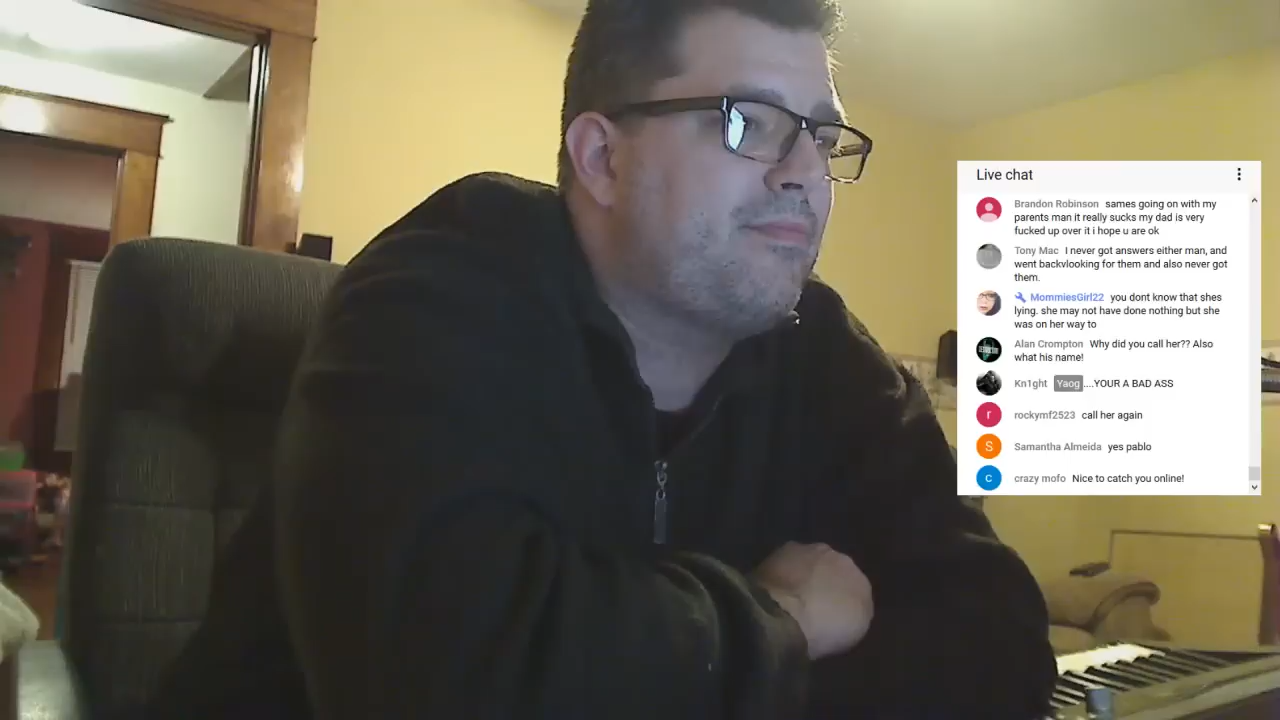 Live chat
Brandon Robinson sames going on with my
parents man it really sucks my dad is very
fucked up over it i hope u are ok
Tony Mac I never got answers either man, and
went backvlooking for them and also never got
them.
MommiesGirl22 you dont know that shes
lying. she may not have done nothing but she
was on her way to
Alan Crompton Why did you call her?? Also
what his name!
Kn1ght Yaog....YOUR A BAD ASS
r rockymf2523 call her again
S Samantha Almeida yes pablo
c crazy mofo Nice to catch you online!